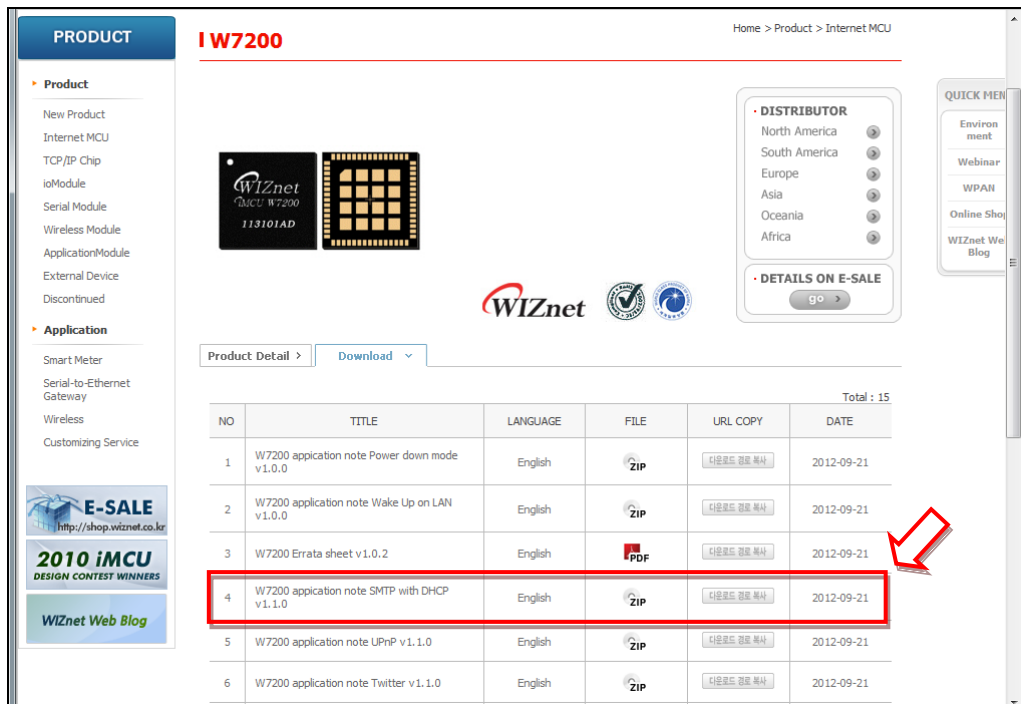 PRODUCT
W7200
Home > Product > Internet MCU
Product
New Product
Internet MCU
TCP/IP Chip
ioModule
Serial Module
Wireless Module
ApplicationModule
External Device
Discontinued
Application
Smart Meter
Serial-to-Ethernet
Gateway
Wireless
Customizing Service
E-SALE
http://shop.wiznet.co.kr
2010 iMCU
DESIGN CONTEST WINNERS
WIZnet Web Blog
WIZnet
iMCU W7200
113101AD
WIZnet
· DISTRIBUTOR
North America
South America
Europe
Asia
Oceania
Africa
· DETAILS ON E-SALE
go >
QUICK MEN
Environ
ment
Webinar
WPAN
Online Shop
WIZnet We
Blog
Product Detail >
Download
Total : 15
NO TITLE LANGUAGE FILE URL COPY DATE
1 W7200 appication note Power down mode v1.0.0 English ZIP 다운로드 경로 복사 2012-09-21
2 W7200 application note Wake Up on LAN v1.0.0 English ZIP 다운로드 경로 복사 2012-09-21
3 W7200 Errata sheet v1.0.2 English PDF 다운로드 경로 복사 2012-09-21
4 W7200 appication note SMTP with DHCP v1.1.0 English ZIP 다운로드 경로 복사 2012-09-21
5 W7200 application note UPnP v1.1.0 English ZIP 다운로드 경로 복사 2012-09-21
6 W7200 application note Twitter v1.1.0 English ZIP 다운로드 경로 복사 2012-09-21